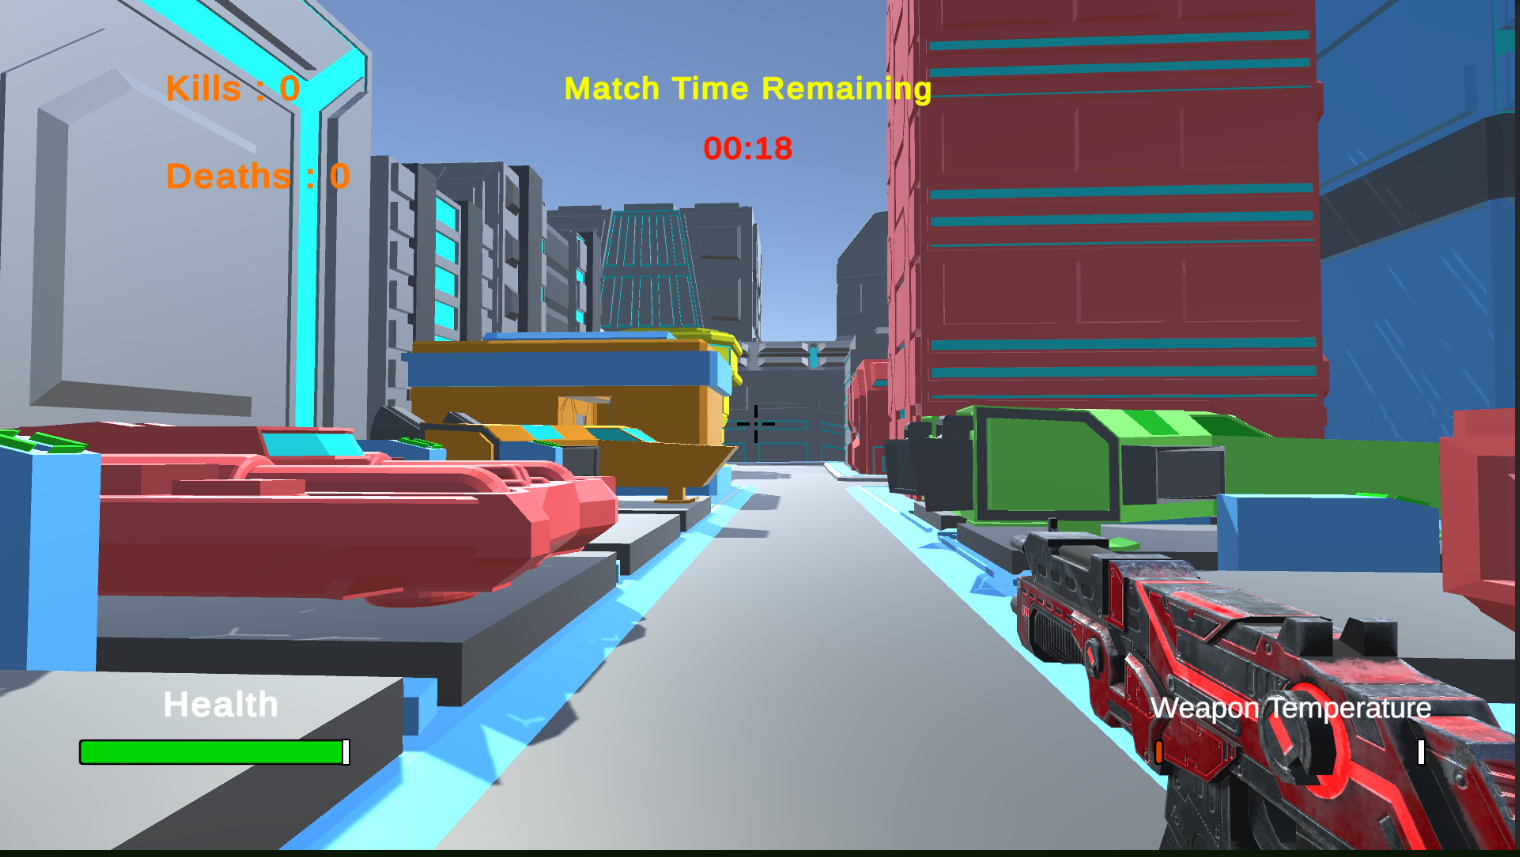 Kills : 0
Match Time Remaining
00:18
Deaths : 0
Health
Weapon Temperature